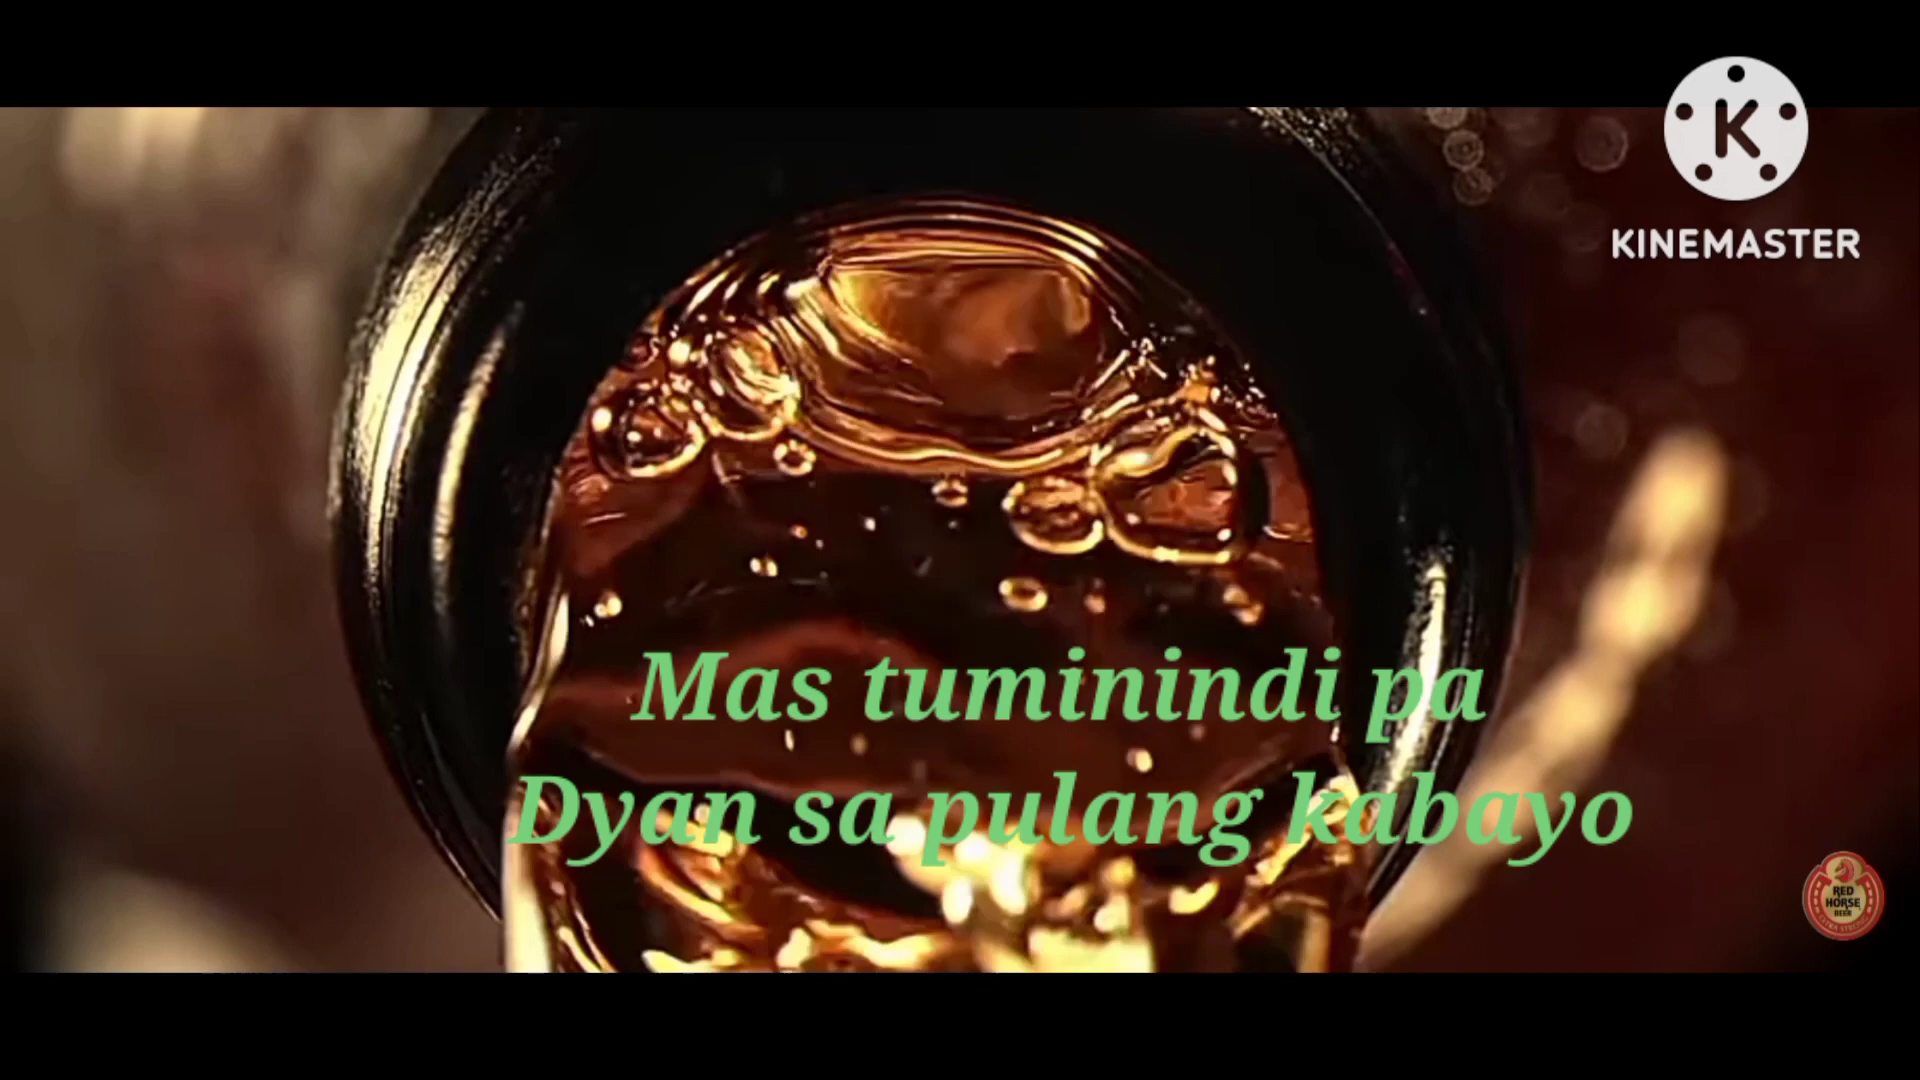 K
KINEMASTER
Mas tuminindi pa
Dyan sa pulang kabayo
RED
HORSE
BEER